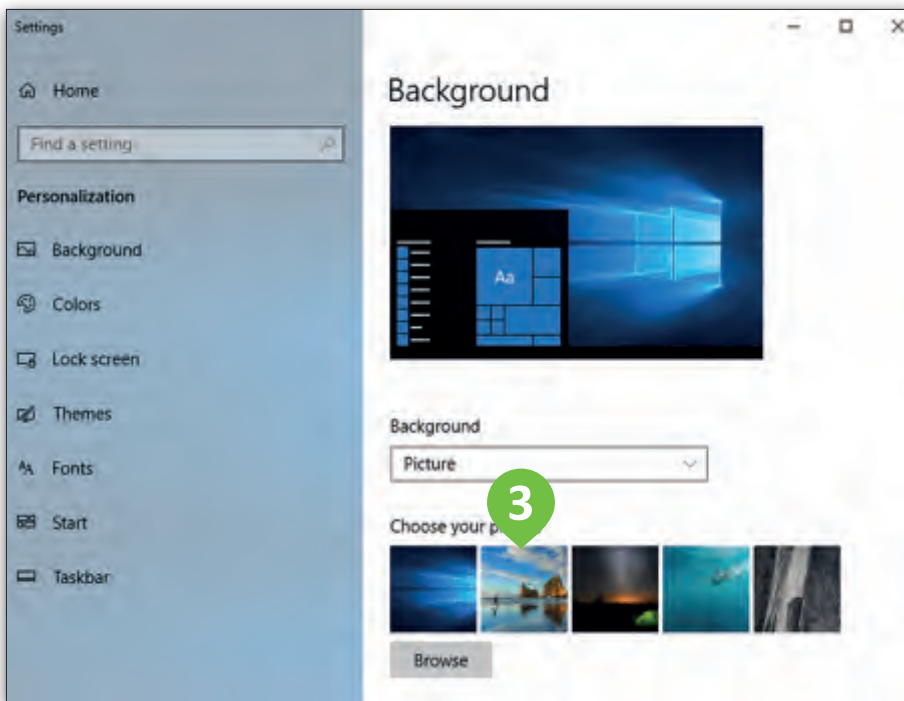 Settings
Home
Find a setting
Personalization
Background
Colors
Lock screen
Themes
Fonts
Start
Taskbar
Background
Aa
Background
Picture
3
Choose your p
Browse